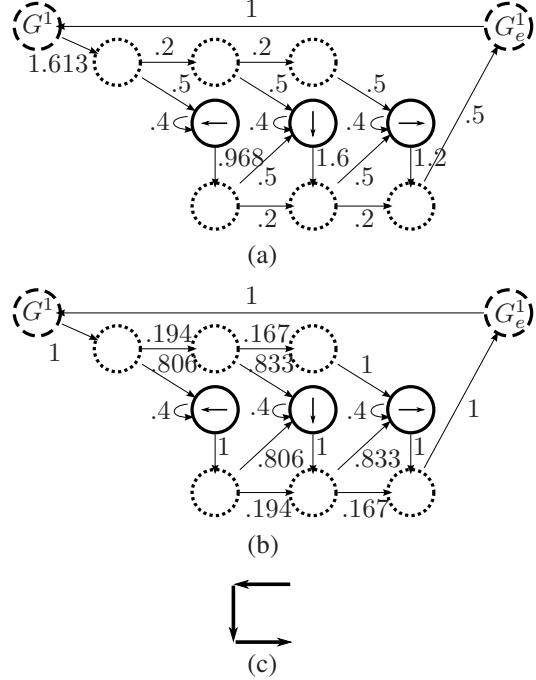 1
G¹ G¹ₑ
1.613 .2 .2
.5 .5 .5
.4 .4 .4 .5
.968 1.6 1.2
.5 .5
.2 .2
(a)
1
G¹ G¹ₑ
1 .194 .167
.806 .833 1
.4 .4 .4 1
1 1 1
.806 .833
.194 .167
(b)
(c)